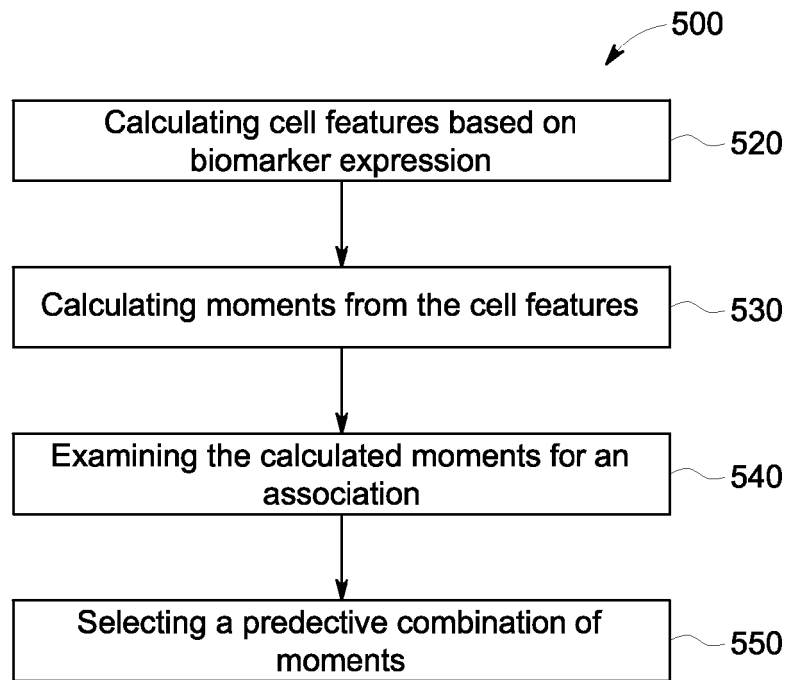 500
Calculating cell features based on
biomarker expression
520
Calculating moments from the cell features
530
Examining the calculated moments for an
association
540
Selecting a predective combination of
moments
550